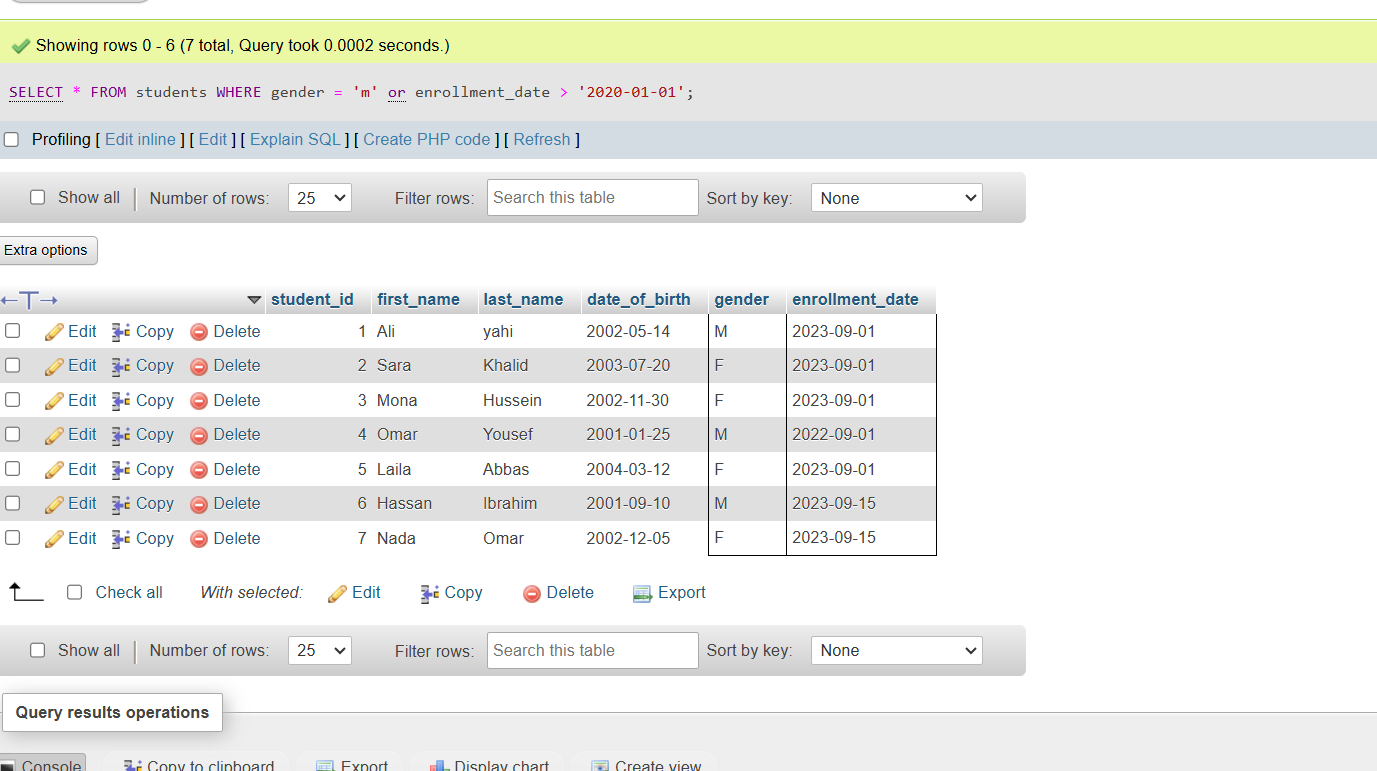 Showing rows 0 - 6 (7 total, Query took 0.0002 seconds.)
SELECT * FROM students WHERE gender = 'm' or enrollment_date > '2020-01-01';
Profiling [ Edit inline ] [ Edit ] [ Explain SQL ] [ Create PHP code ] [ Refresh ]
Show all | Number of rows: 25 Filter rows: Search this table Sort by key: None
Extra options
←T→ student_id first_name last_name date_of_birth gender enrollment_date
Edit Copy Delete 1 Ali yahi 2002-05-14 M 2023-09-01
Edit Copy Delete 2 Sara Khalid 2003-07-20 F 2023-09-01
Edit Copy Delete 3 Mona Hussein 2002-11-30 F 2023-09-01
Edit Copy Delete 4 Omar Yousef 2001-01-25 M 2022-09-01
Edit Copy Delete 5 Laila Abbas 2004-03-12 F 2023-09-01
Edit Copy Delete 6 Hassan Ibrahim 2001-09-10 M 2023-09-15
Edit Copy Delete 7 Nada Omar 2002-12-05 F 2023-09-15
Check all With selected: Edit Copy Delete Export
Show all | Number of rows: 25 Filter rows: Search this table Sort by key: None
Query results operations
Console Copy to clipboard Export Display chart Create view